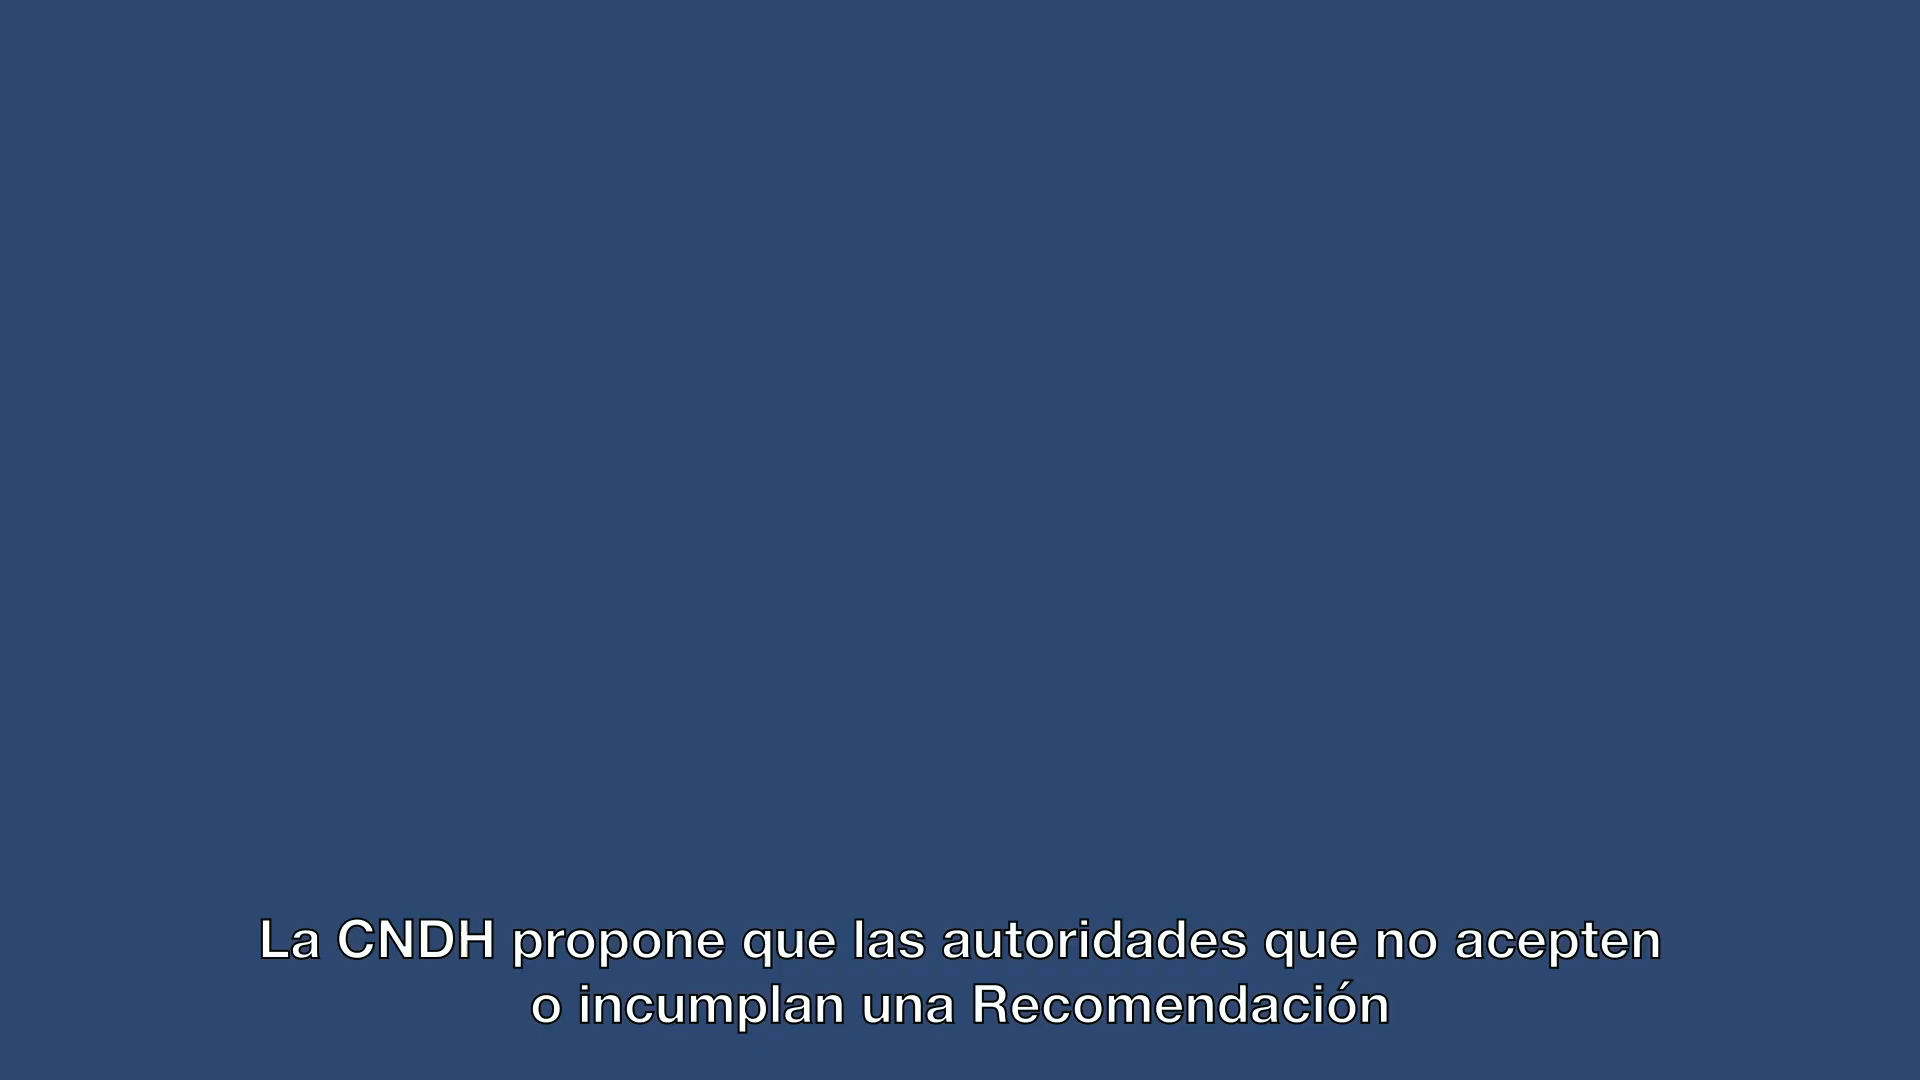 La CNDH propone que las autoridades que no acepten
o incumplan una Recomendación